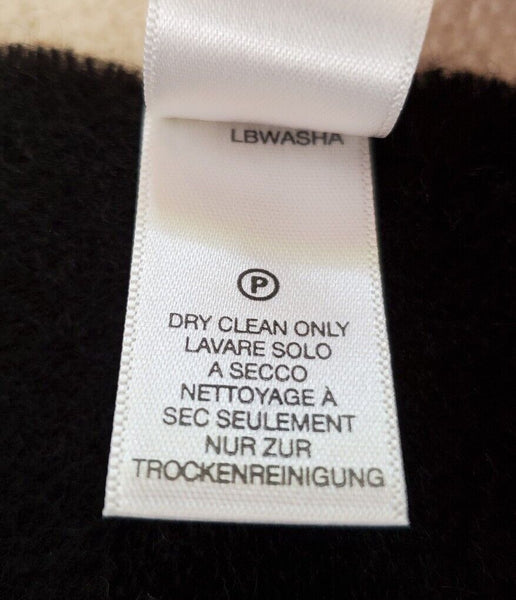 LBWASHA
P
DRY CLEAN ONLY
LAVARE SOLO
A SECCO
NETTOYAGE À
SEC SEULEMENT
NUR ZUR
TROCKENREINIGUNG